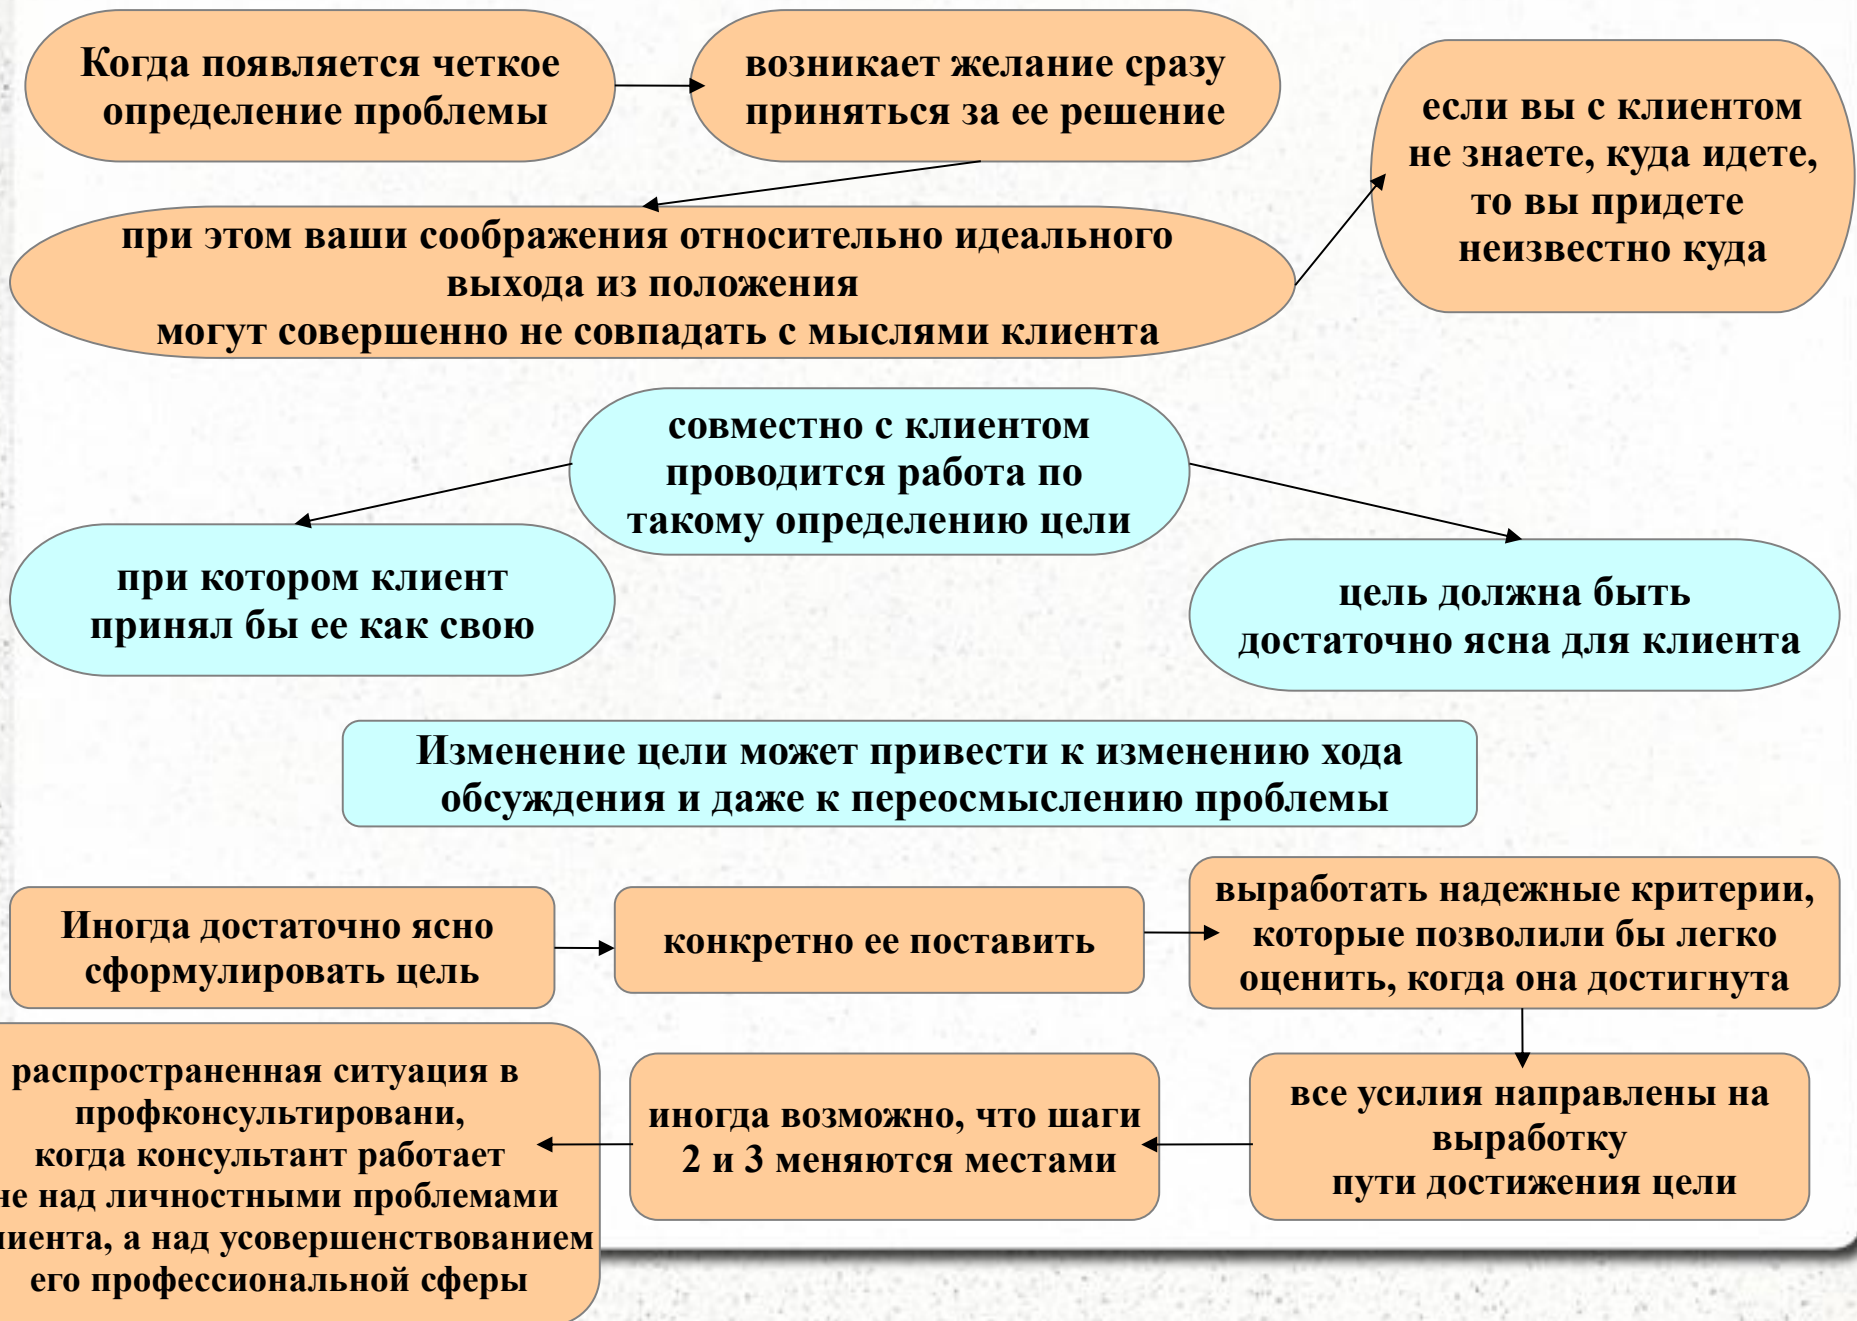 Когда появляется четкое
определение проблемы
возникает желание сразу
приняться за ее решение
при этом ваши соображения относительно идеального
выхода из положения
могут совершенно не совпадать с мыслями клиента
если вы с клиентом
не знаете, куда идете,
то вы придете
неизвестно куда
совместно с клиентом
проводится работа по
такому определению цели
при котором клиент
принял бы ее как свою
цель должна быть
достаточно ясна для клиента
Изменение цели может привести к изменению хода
обсуждения и даже к переосмыслению проблемы
Иногда достаточно ясно
сформулировать цель
конкретно ее поставить
выработать надежные критерии,
которые позволили бы легко
оценить, когда она достигнута
все усилия направлены на
выработку
пути достижения цели
иногда возможно, что шаги
2 и 3 меняются местами
распространенная ситуация в
профконсультировани,
когда консультант работает
не над личностными проблемами
иента, а над усовершенствованием
его профессиональной сферы